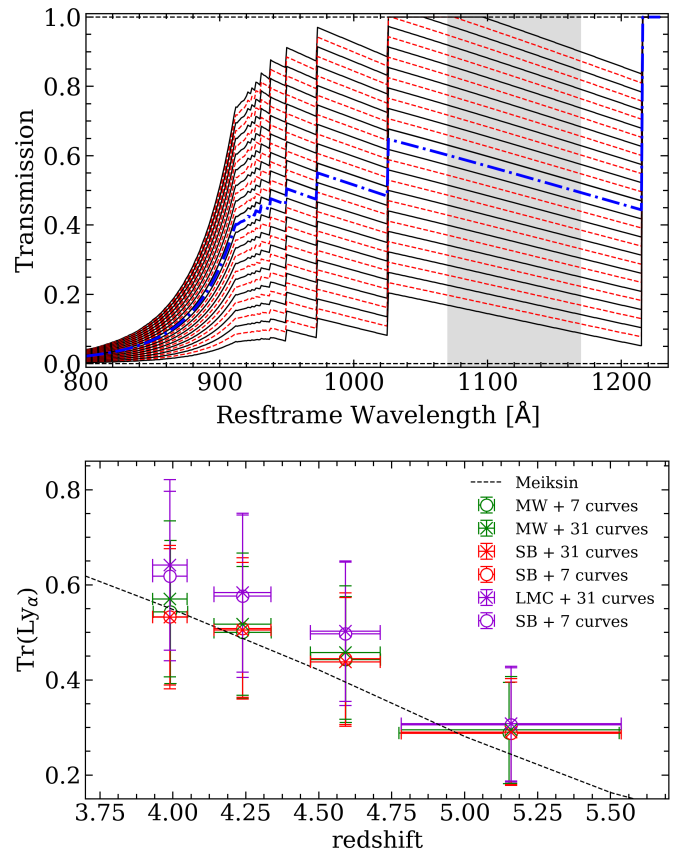 1.0
0.8
0.6
0.4
0.2
0.0
Transmission
800
900
1000
1100
1200
Resftrame Wavelength [Å]
0.8
0.6
0.4
0.2
Tr(Lyα)
Meiksin
MW + 7 curves
MW + 31 curves
SB + 31 curves
SB + 7 curves
LMC + 31 curves
SB + 7 curves
3.75
4.00
4.25
4.50
4.75
5.00
5.25
5.50
redshift